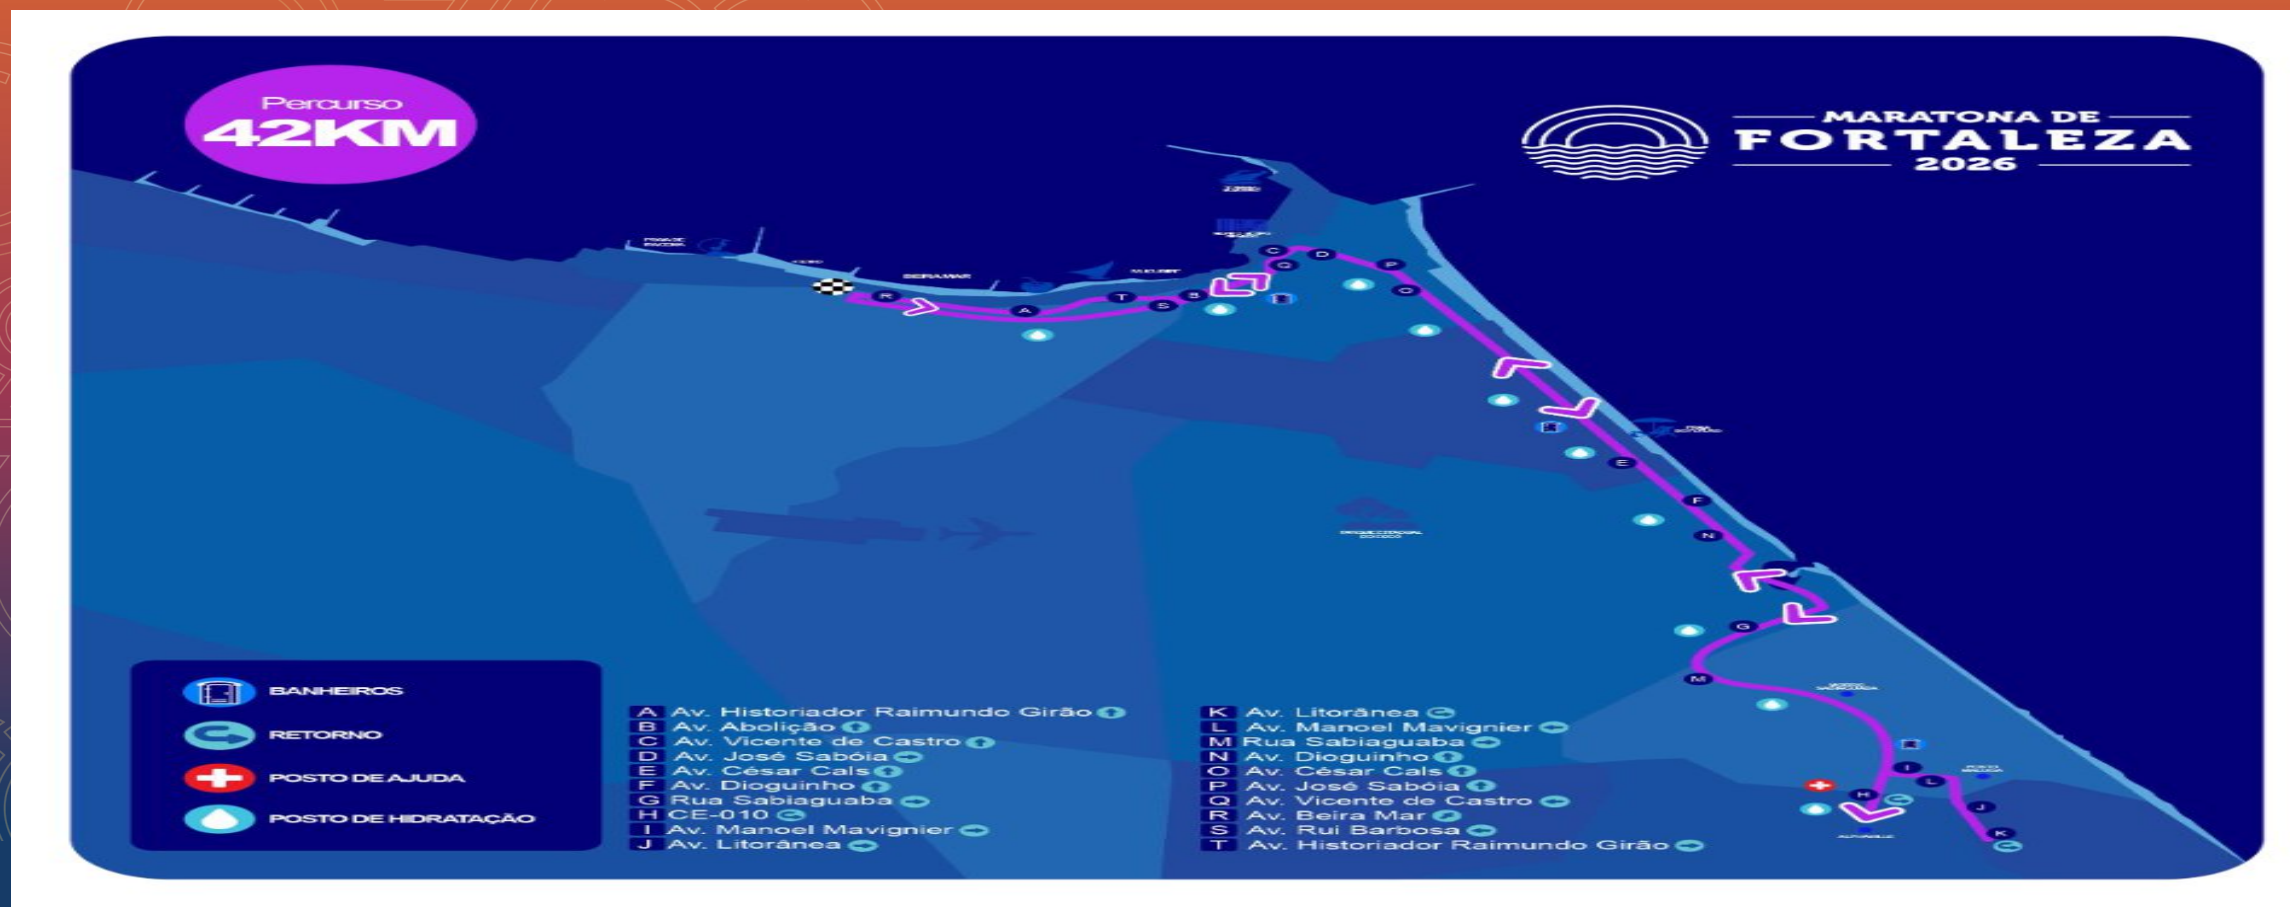 Percurso
42KM
MARATONA DE
FORTALEZA
2026
BEIRA MAR
R
A
T
S
B
C
Q
D
P
O
E
F
N
G
M
I
L
H
J
K
BANHEIROS
RETORNO
POSTO DE AJUDA
POSTO DE HIDRATAÇÃO
A Av. Historiador Raimundo Girão
B Av. Abolição
C Av. Vicente de Castro
D Av. José Sabóia
E Av. César Cals
F Av. Dioguinho
G Rua Sabiaguaba
H CE-010
I Av. Manoel Mavignier
J Av. Litorânea
K Av. Litorânea
L Av. Manoel Mavignier
M Rua Sabiaguaba
N Av. Dioguinho
O Av. César Cals
P Av. José Sabóia
Q Av. Vicente de Castro
R Av. Beira Mar
S Av. Rui Barbosa
T Av. Historiador Raimundo Girão